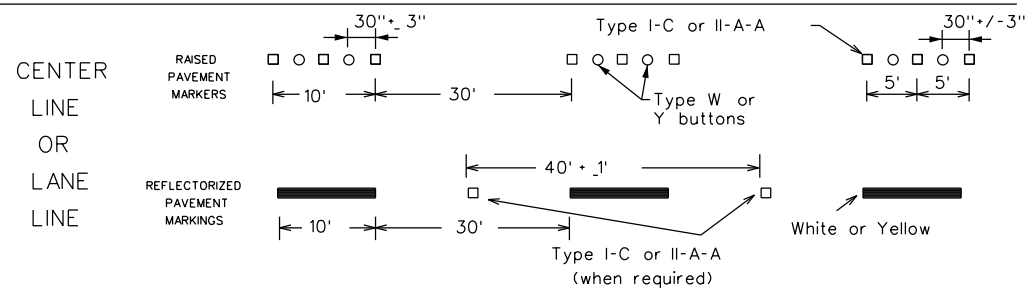 CENTER
LINE
OR
LANE
LINE
RAISED
PAVEMENT
MARKERS
30"+_ 3"
10'
30'
Type I-C or II-A-A
Type W or
Y buttons
30"+/-3"
5'
5'
REFLECTORIZED
PAVEMENT
MARKINGS
40' + _1'
10'
30'
Type I-C or II-A-A
(when required)
White or Yellow